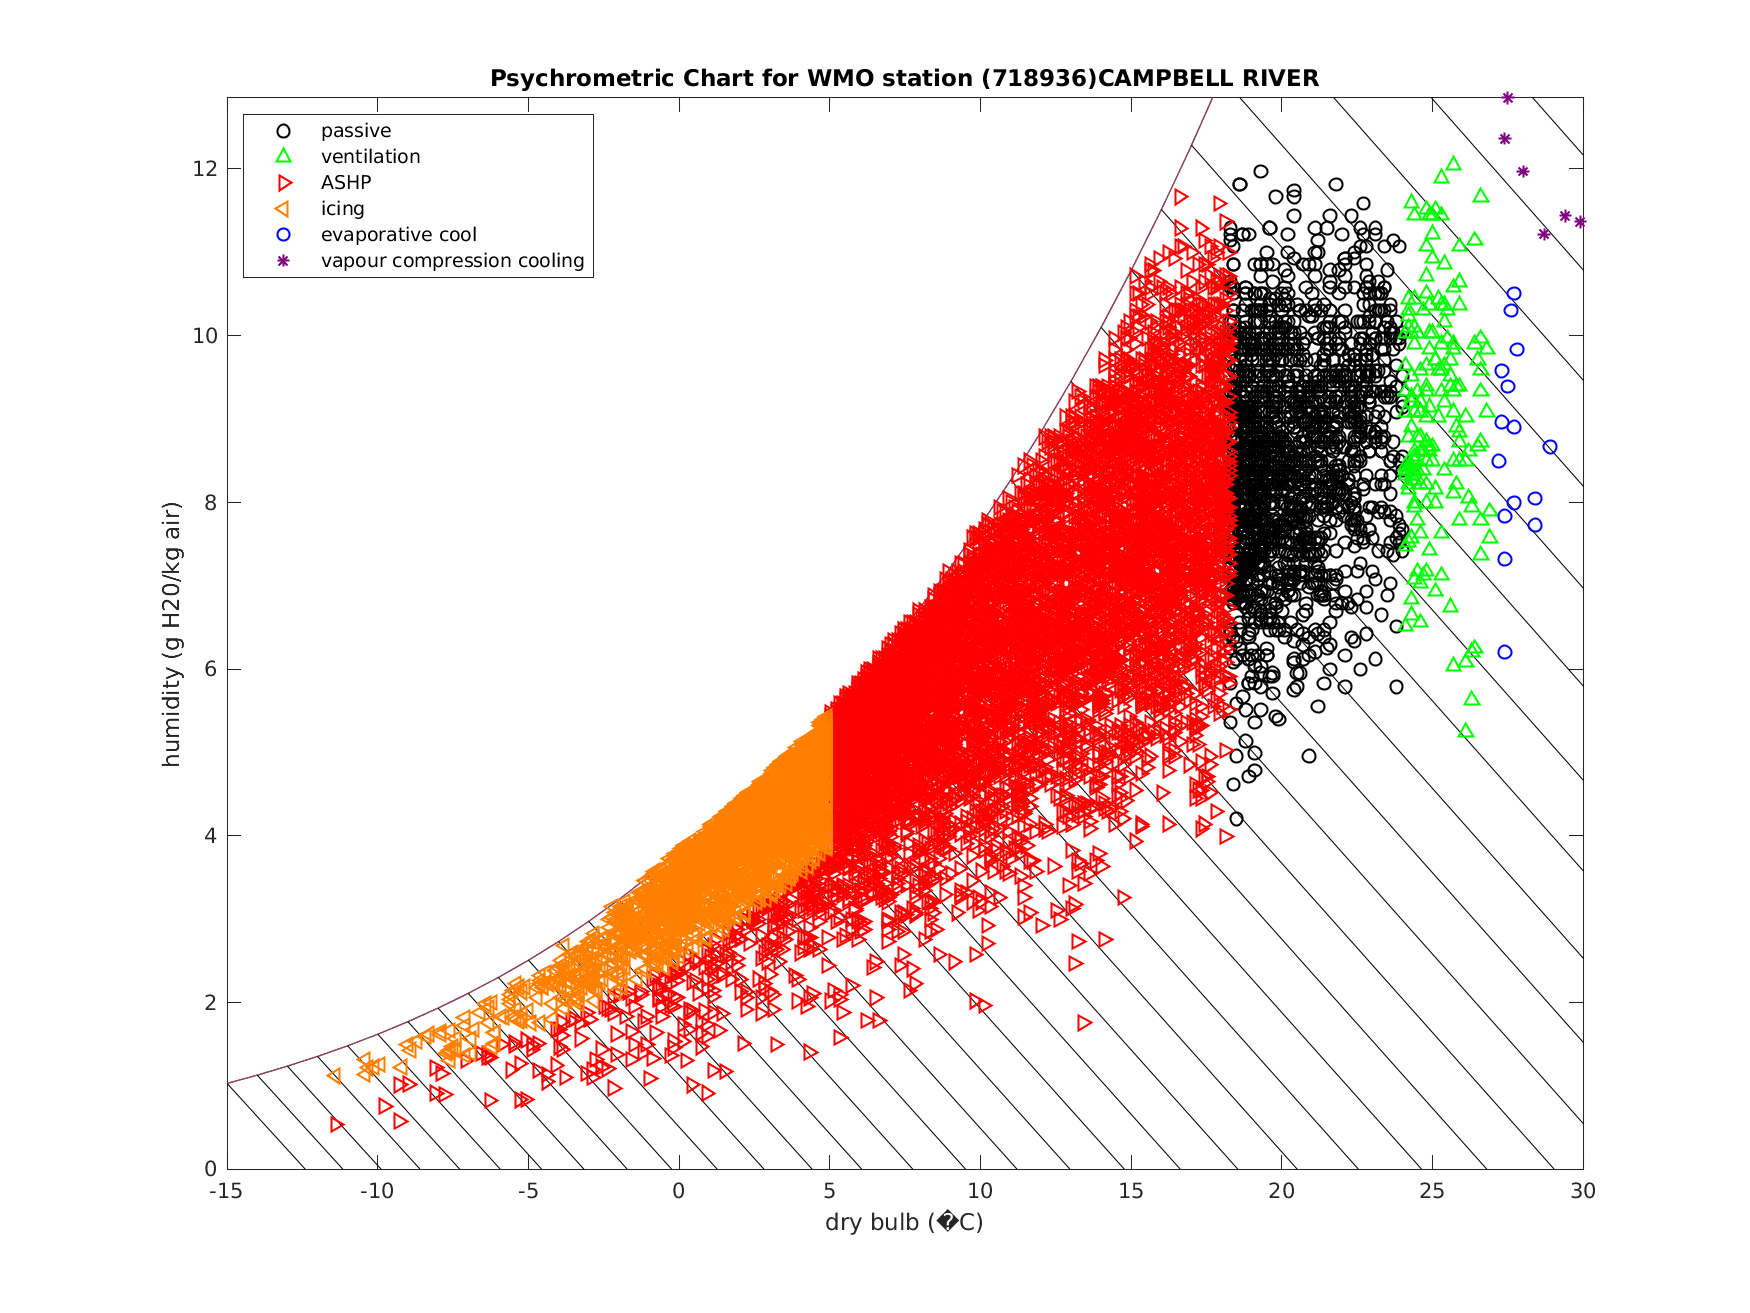 Psychrometric Chart for WMO station (718936)CAMPBELL RIVER
passive
ventilation
ASHP
icing
evaporative cool
vapour compression cooling
humidity (g H20/kg air)
12
10
8
6
4
2
0
-15 -10 -5 0 5 10 15 20 25 30
dry bulb (�C)